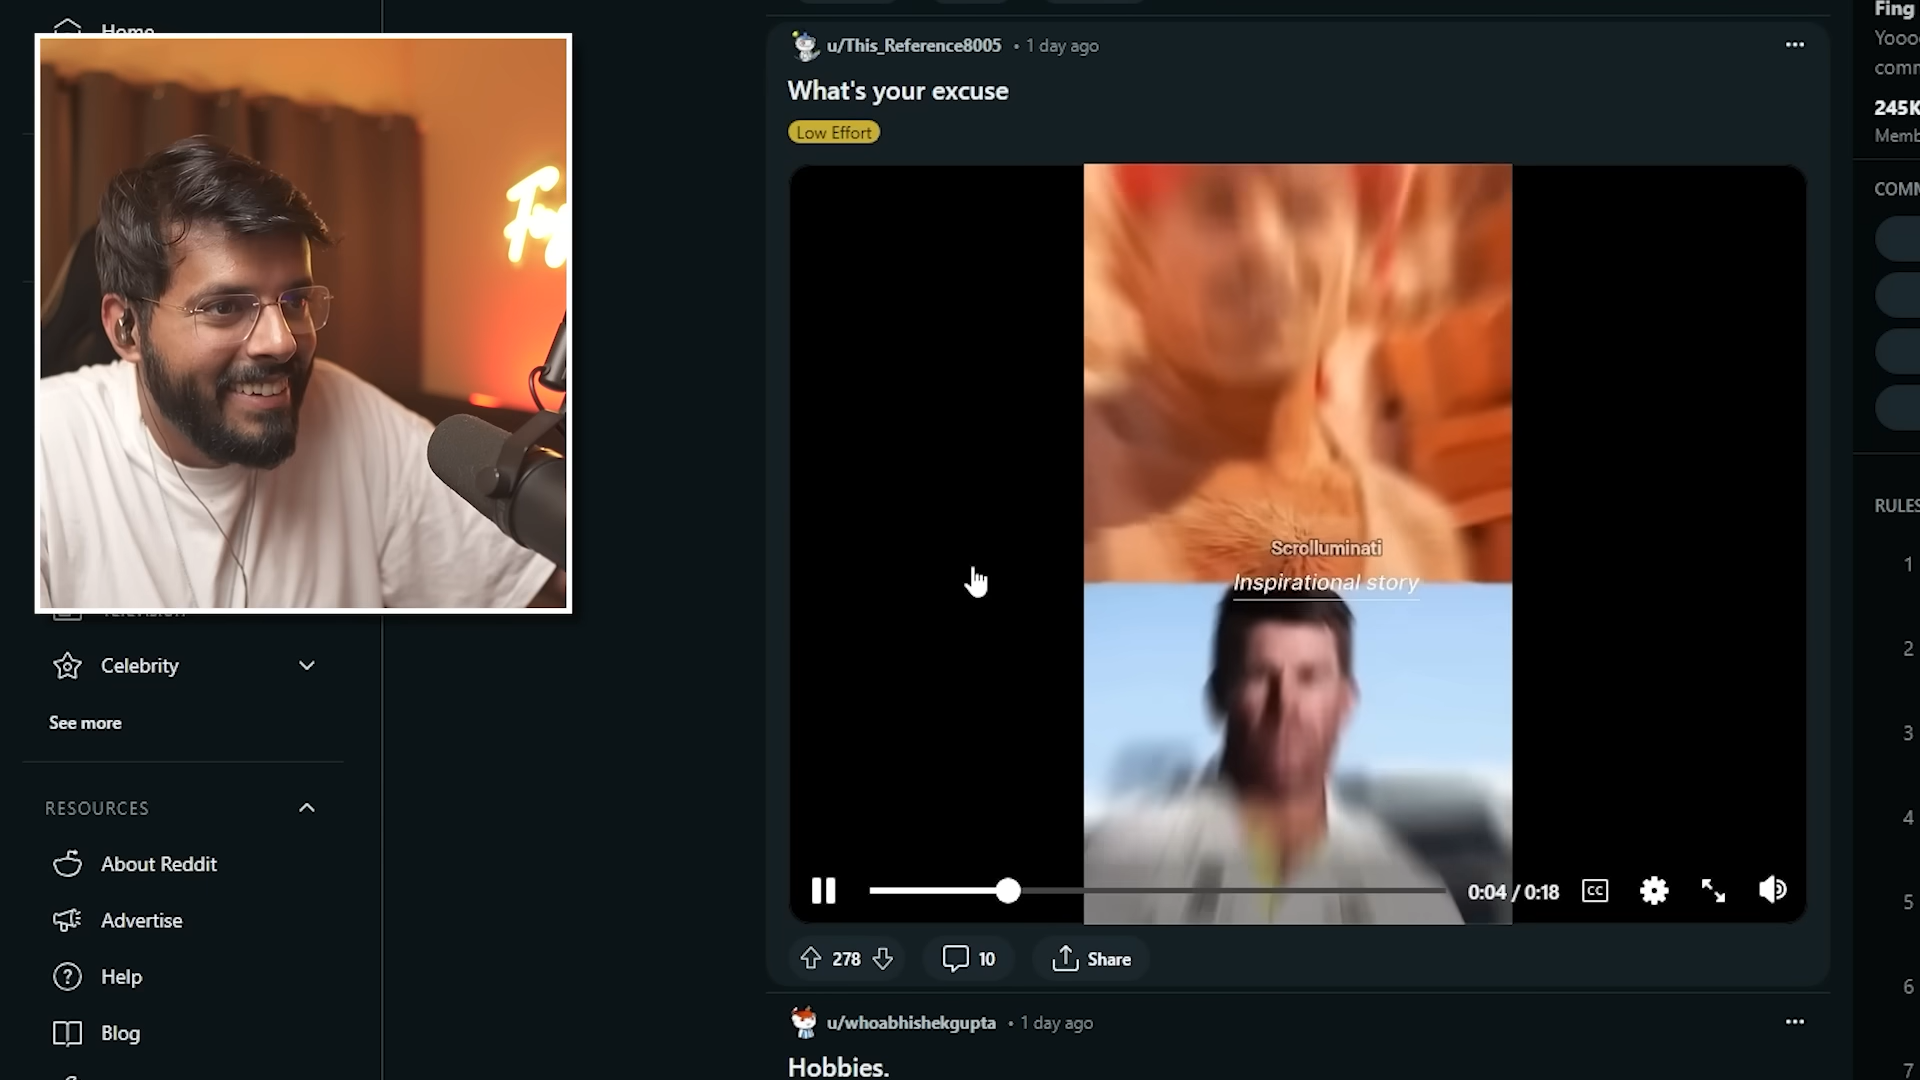 Home
Celebrity
See more
RESOURCES
About Reddit
Advertise
Help
Blog
u/This_Reference8005 • 1 day ago
What's your excuse
Low Effort
Scrolluminati
Inspirational story
0:04 / 0:18
CC
278
10
Share
u/whoabhishekgupta • 1 day ago
Hobbies.
Fing
Yooo
comm
245K
Memb
COMM
RULES
1
2
3
4
5
6
7